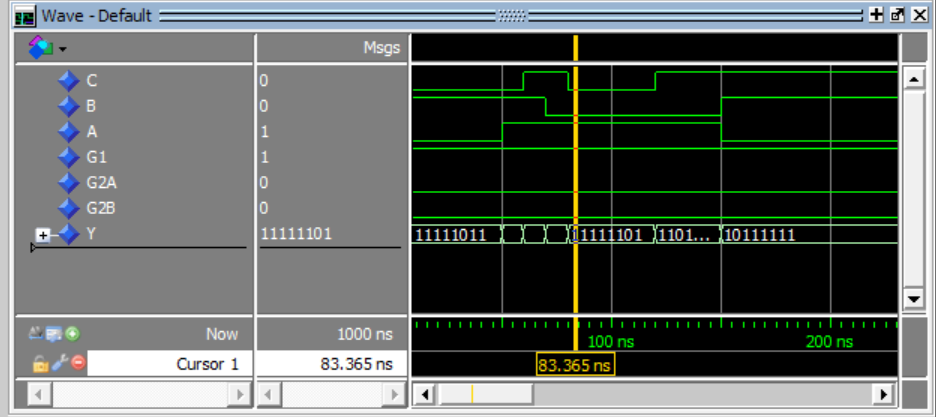 Wave - Default
Msgs
C 0
B 0
A 1
G1 1
G2A 0
G2B 0
Y 11111101 11111011 1111101 1101... 10111111
Now 1000 ns 100 ns 200 ns
Cursor 1 83.365 ns 83.365 ns